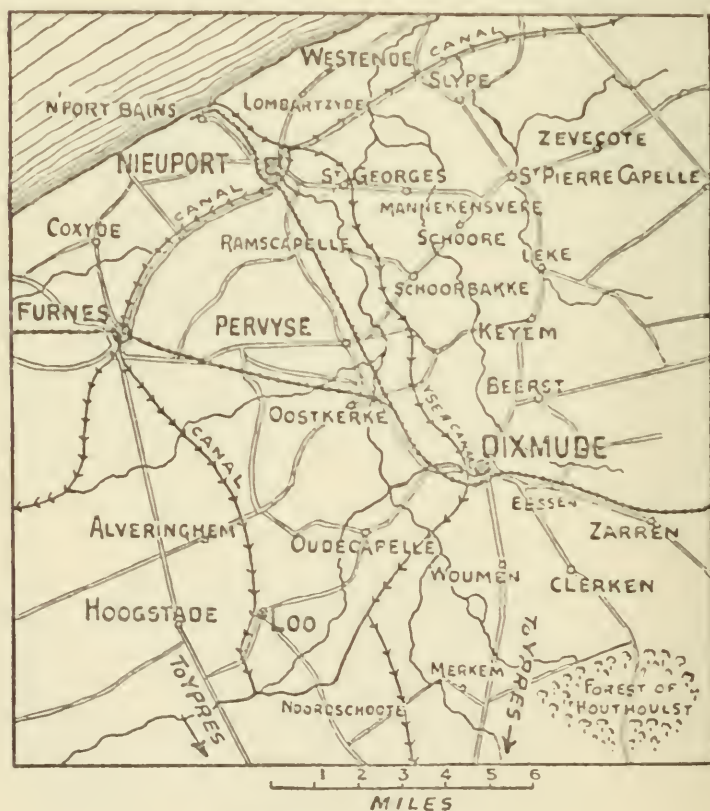 WESTENDE
CANAL
SLYPE
N'PORT BAINS
LOMBARTZYDE
ZEVECOTE
NIEUPORT
ST GEORGES
ST PIERRE CAPELLE
CANAL
MANNEKENSVERE
COXYDE
RAMSCAPELLE
SCHOORE
LEKE
SCHOORBAKKE
FURNES
PERVYSE
KEYEM
BEERST
OOSTKERKE
YSER CANAL
DIXMUDE
CANAL
EESSEN
ALVERINGHEM
OUDECAPELLE
ZARREN
WOUMEN
CLERKEN
HOOGSTADE
LOO
TO YPRES
TO YPRES
MERKEM
FOREST OF
HOUTHOULST
NOORDSCHOOTE
1 2 3 4 5 6
MILES